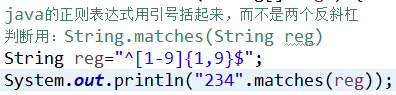 java的正则表达式用引号括起来，而不是两个反斜杠
判断用：String.matches(String reg)
String reg="^[1-9]{1,9}$";
System.out.println("234".matches(reg));